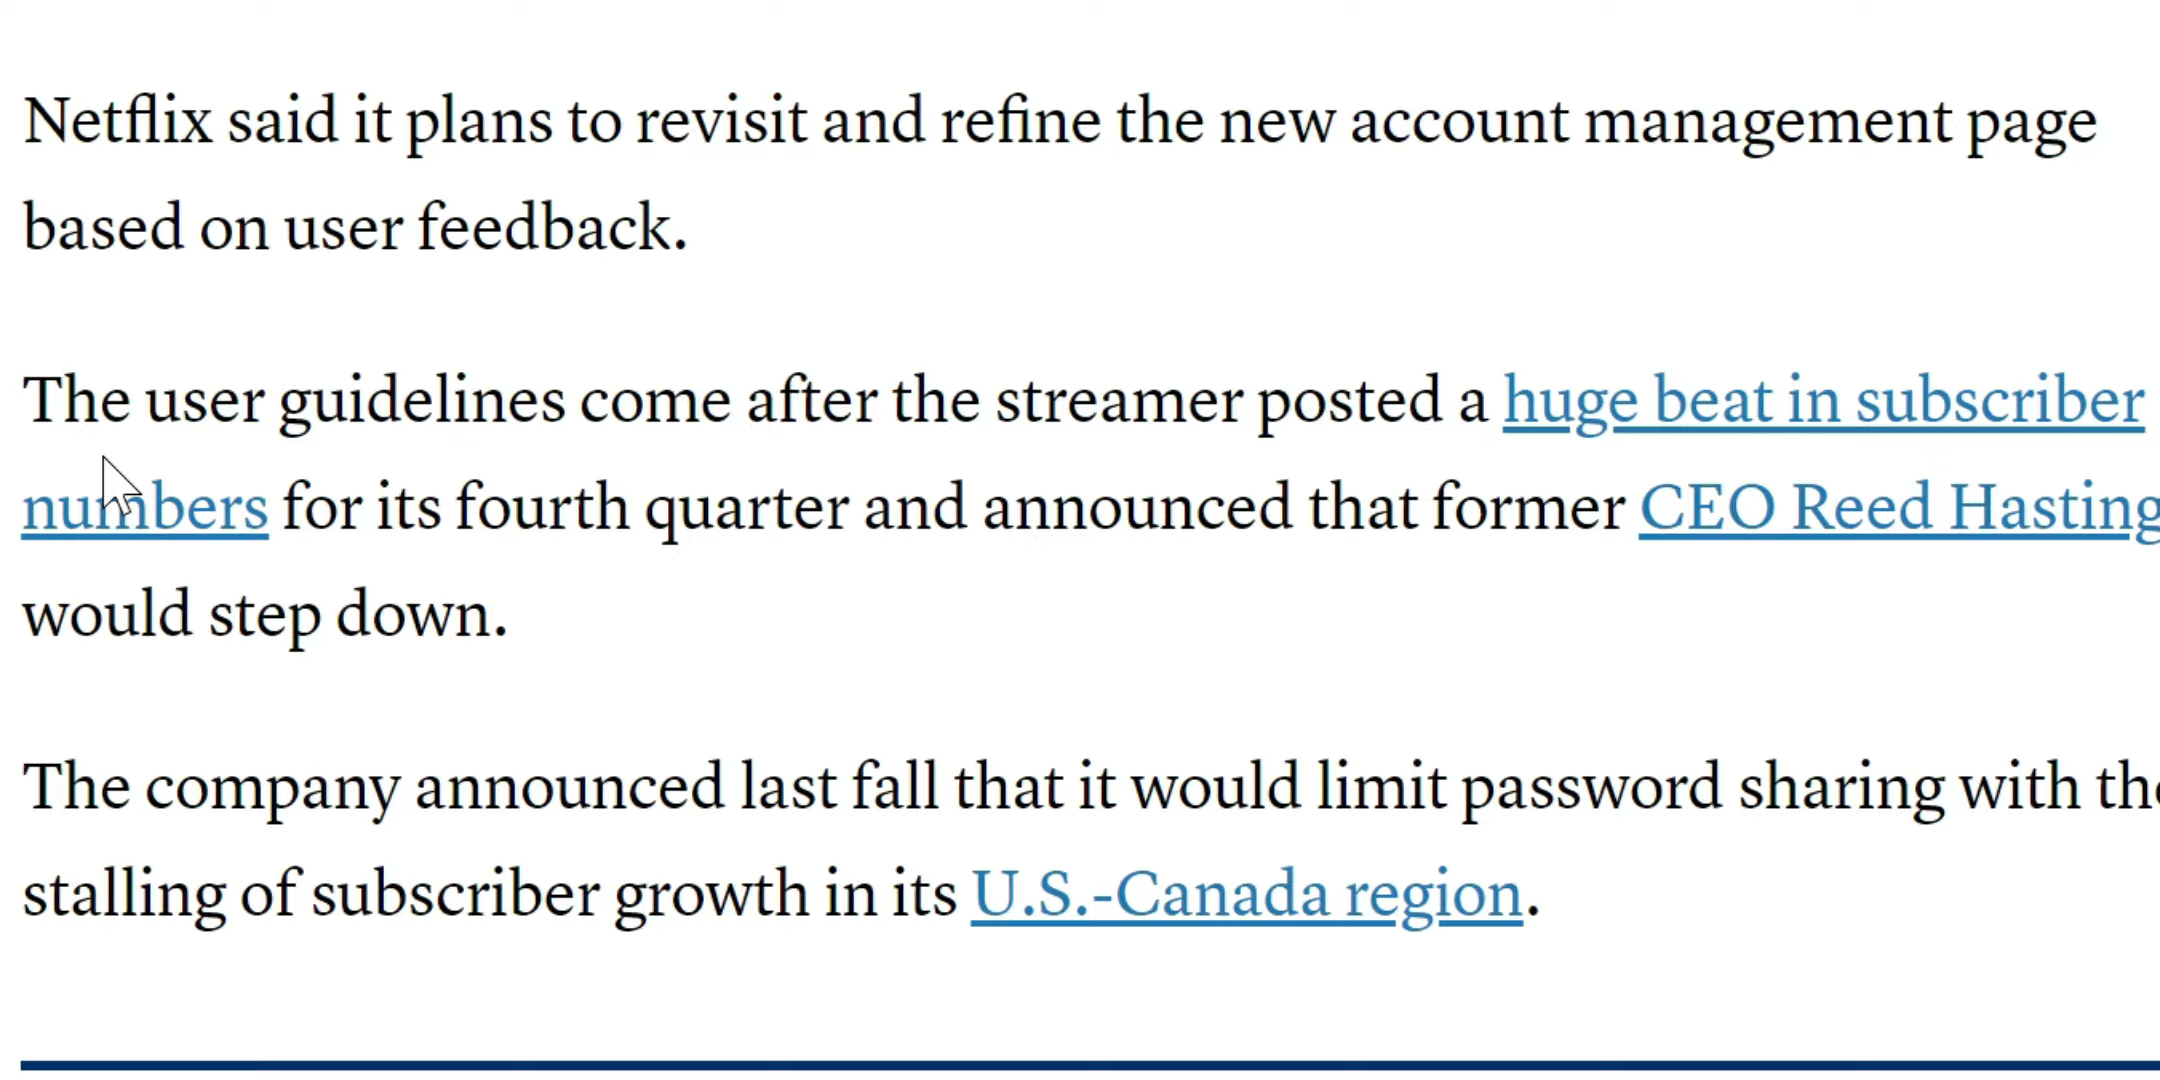 Netflix said it plans to revisit and refine the new account management page
based on user feedback.
The user guidelines come after the streamer posted a huge beat in subscriber
numbers for its fourth quarter and announced that former CEO Reed Hasting
would step down.
The company announced last fall that it would limit password sharing with the
stalling of subscriber growth in its U.S.-Canada region.